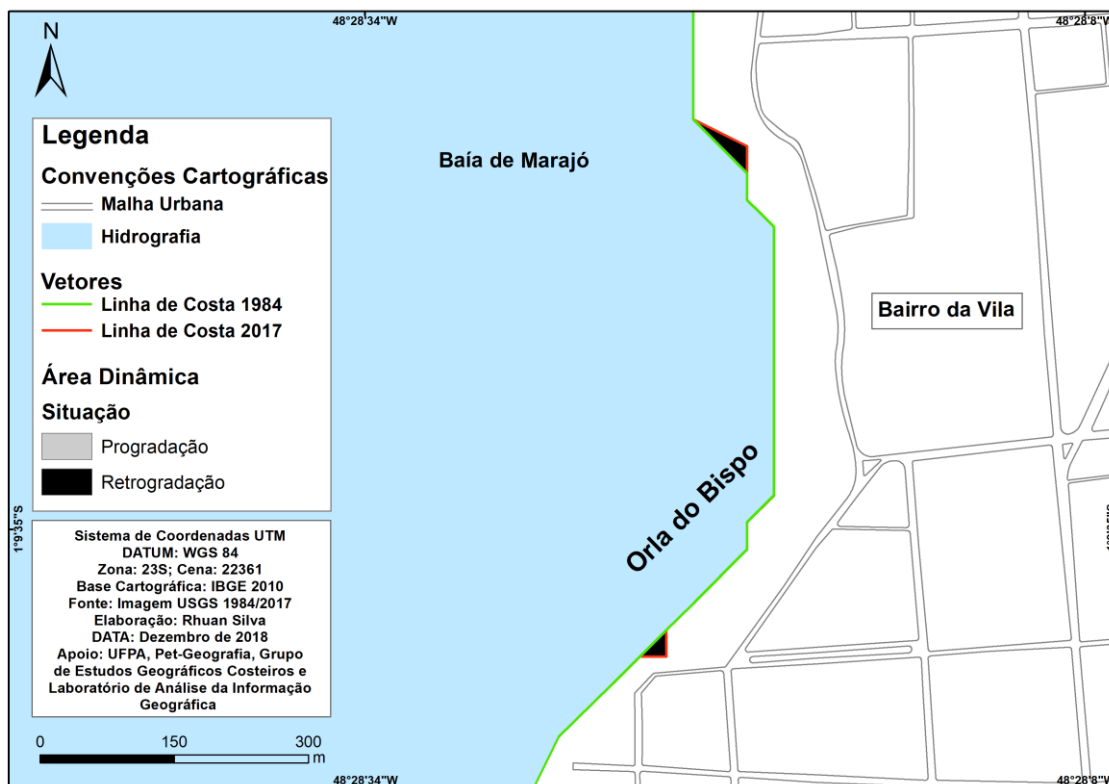 48°28'34"W
48°28'8"W
N
Legenda
Convenções Cartográficas
Malha Urbana
Hidrografia
Vetores
Linha de Costa 1984
Linha de Costa 2017
Área Dinâmica
Situação
Progradação
Retrogradação
Baía de Marajó
Bairro da Vila
Orla do Bispo
1°9'35"S
Sistema de Coordenadas UTM
DATUM: WGS 84
Zona: 23S; Cena: 22361
Base Cartográfica: IBGE 2010
Fonte: Imagem USGS 1984/2017
Elaboração: Rhuan Silva
DATA: Dezembro de 2018
Apoio: UFPA, Pet-Geografia, Grupo
de Estudos Geográficos Costeiros e
Laboratório de Análise da Informação
Geográfica
0 150 300
m
48°28'34"W
48°28'8"W